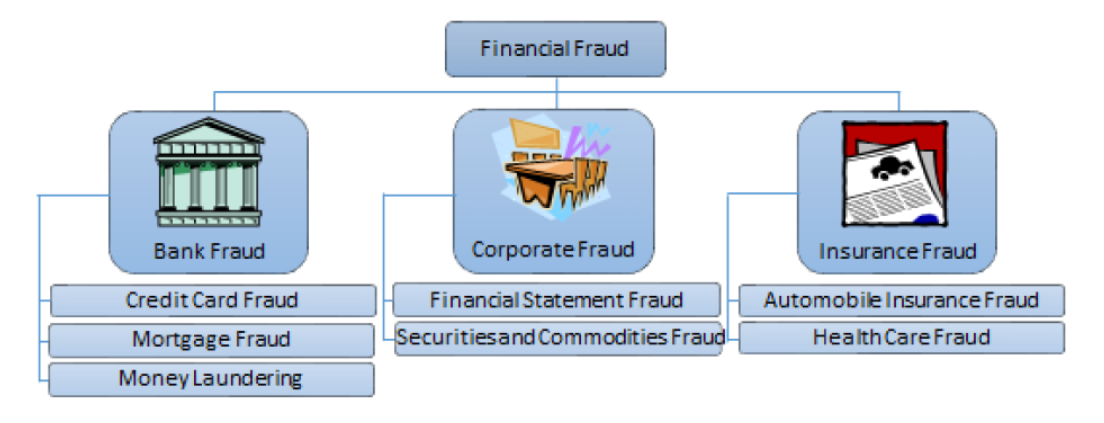 Financial Fraud
Bank Fraud
Corporate Fraud
Insurance Fraud
Credit Card Fraud
Financial Statement Fraud
Automobile Insurance Fraud
Mortgage Fraud
Securities and Commodities Fraud
Health Care Fraud
Money Laundering